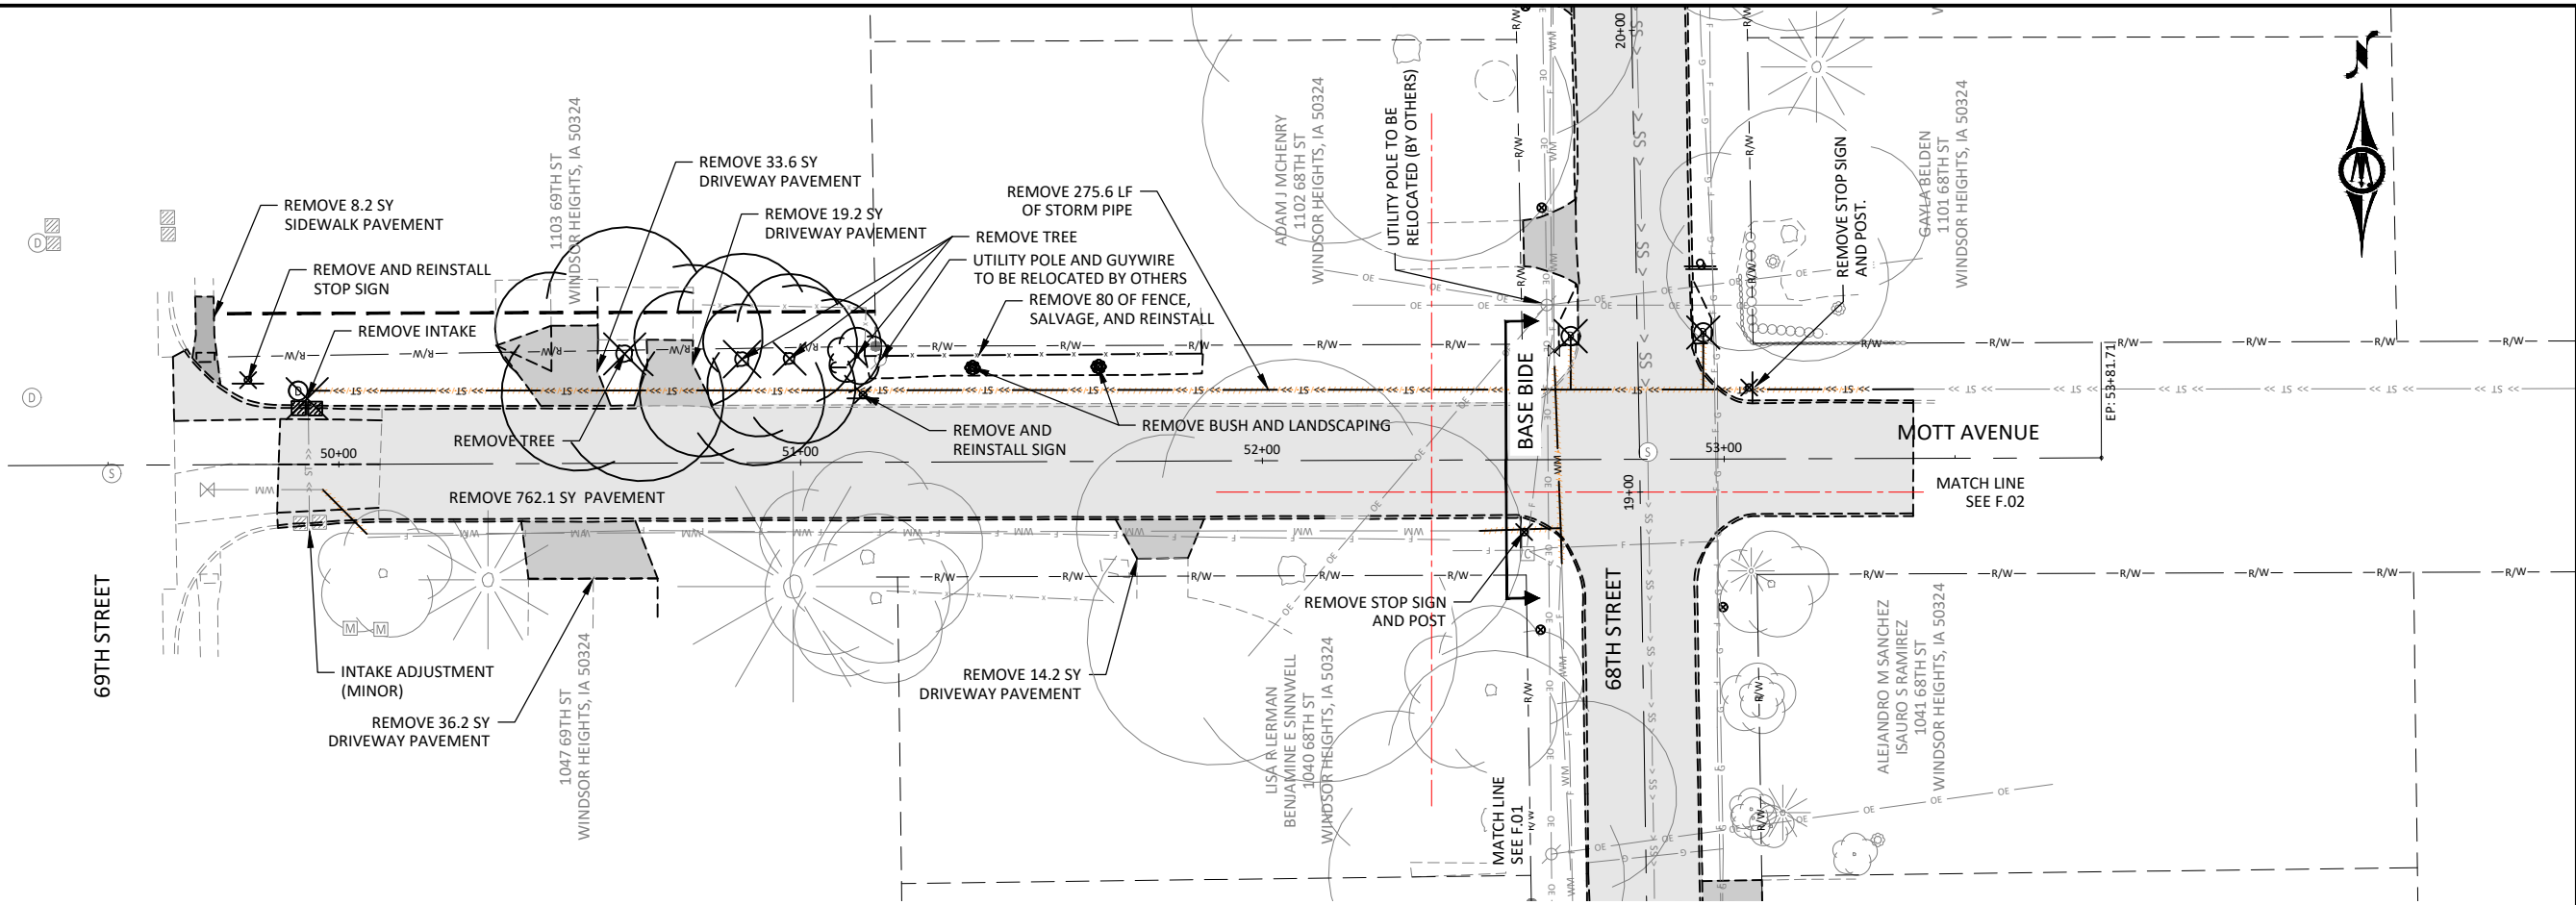 REMOVE 8.2 SY
SIDEWALK PAVEMENT
REMOVE AND REINSTALL
STOP SIGN
REMOVE INTAKE
1103 69TH ST
WINDSOR HEIGHTS, IA 50324
REMOVE 33.6 SY
DRIVEWAY PAVEMENT
REMOVE 19.2 SY
DRIVEWAY PAVEMENT
REMOVE TREE
UTILITY POLE AND GUYWIRE
TO BE RELOCATED BY OTHERS
REMOVE 80 OF FENCE,
SALVAGE, AND REINSTALL
REMOVE 275.6 LF
OF STORM PIPE
ADAM J MCHENRY
1102 68TH ST
WINDSOR HEIGHTS, IA 50324
UTILITY POLE TO BE
RELOCATED (BY OTHERS)
20+00
REMOVE STOP SIGN
AND POST.
GAYLA BELDEN
1101 68TH ST
WINDSOR HEIGHTS, IA 50324
N
REMOVE TREE
REMOVE AND
REINSTALL SIGN
REMOVE BUSH AND LANDSCAPING
BASE BIDE
50+00
51+00
52+00
53+00
19+00
MOTT AVENUE
EP: 53+81.71
MATCH LINE
SEE F.02
REMOVE 762.1 SY PAVEMENT
69TH STREET
INTAKE ADJUSTMENT
(MINOR)
REMOVE 36.2 SY
DRIVEWAY PAVEMENT
1047 69TH ST
WINDSOR HEIGHTS, IA 50324
REMOVE 14.2 SY
DRIVEWAY PAVEMENT
LISA R LERMAN
BENJAMINE E SINNWELL
1040 68TH ST
WINDSOR HEIGHTS, IA 50324
REMOVE STOP SIGN
AND POST
MATCH LINE
SEE F.01
68TH STREET
ALEJANDRO M SANCHEZ
ISAURO S RAMIREZ
1041 68TH ST
WINDSOR HEIGHTS, IA 50324